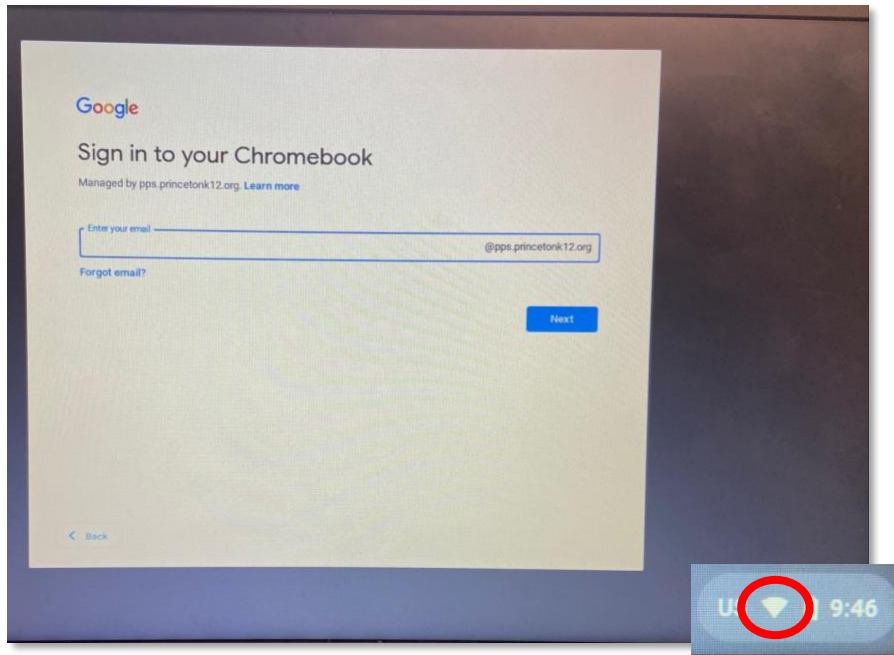 Google
Sign in to your Chromebook
Managed by pps.princetonk12.org. Learn more
Enter your email
@pps.princetonk12.org
Forgot email?
Next
Back
9:46